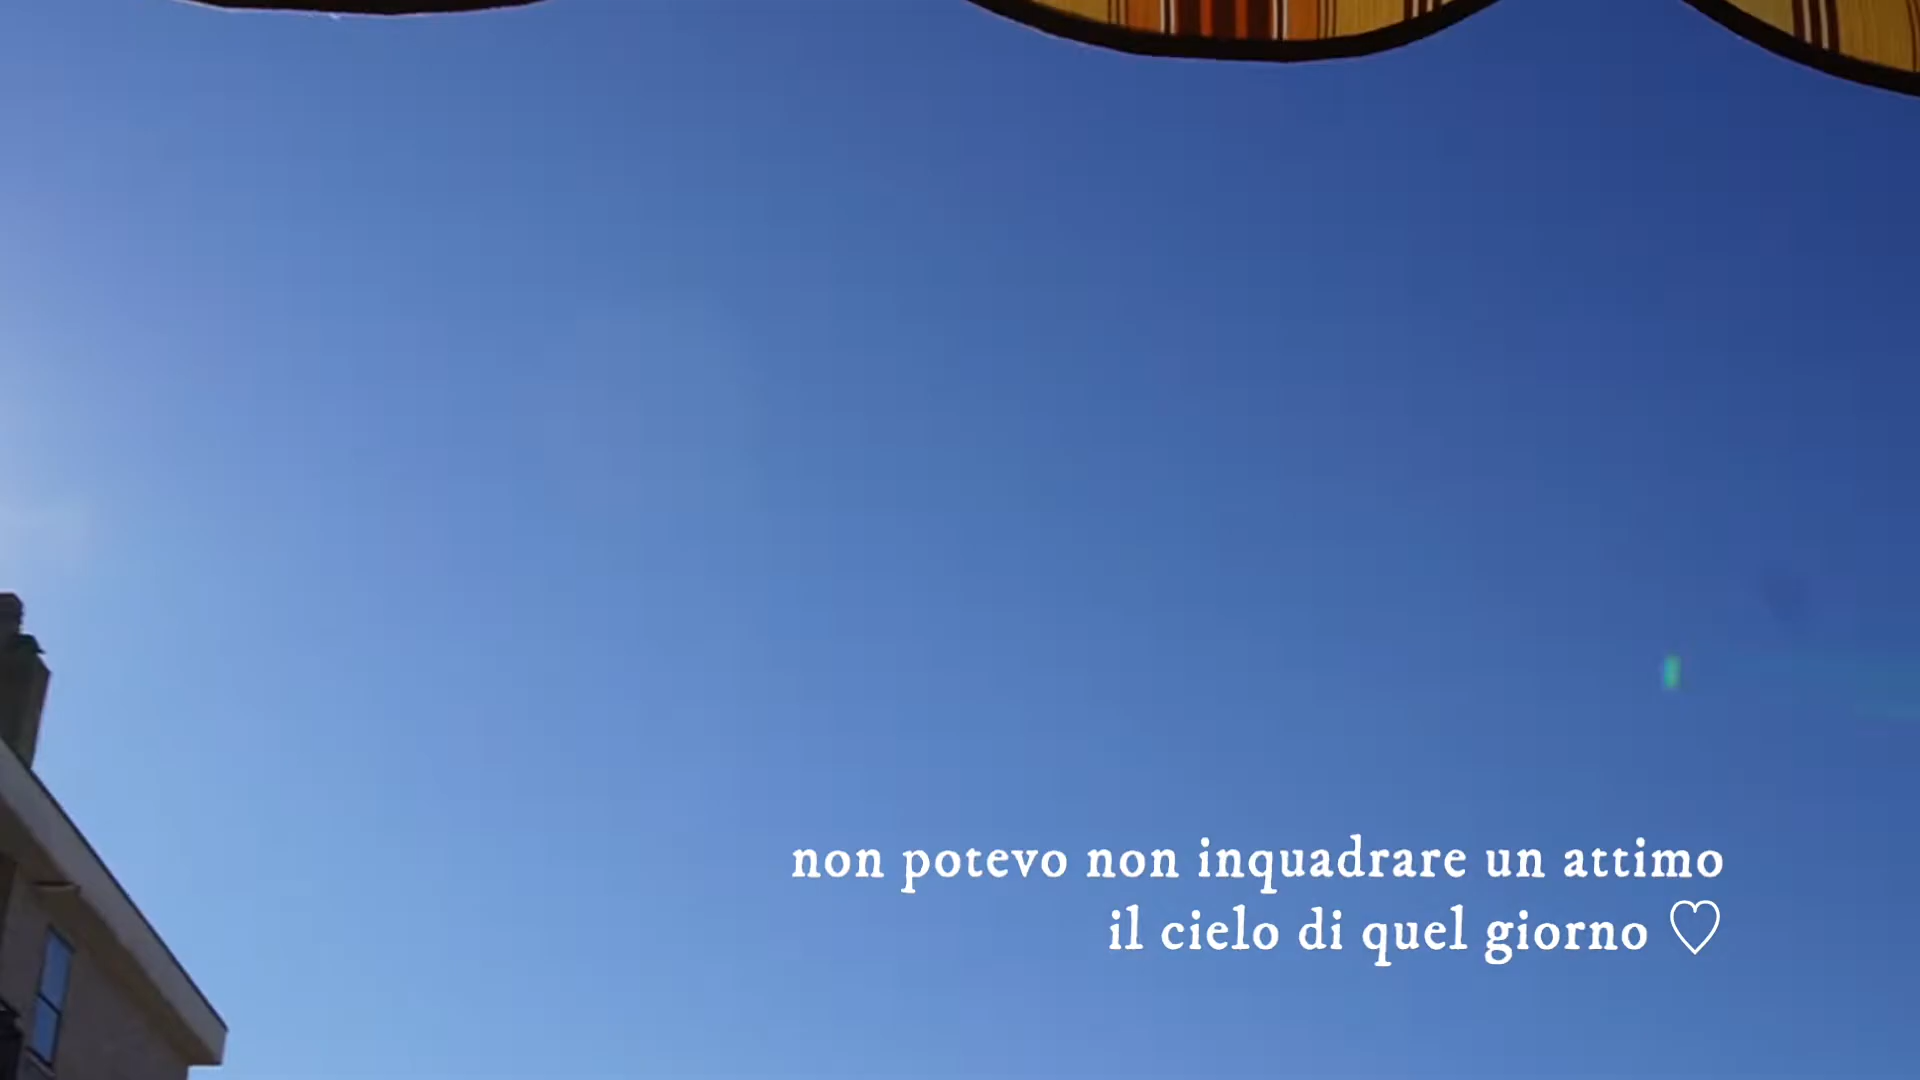 non potevo non inquadrare un attimo
il cielo di quel giorno ♡